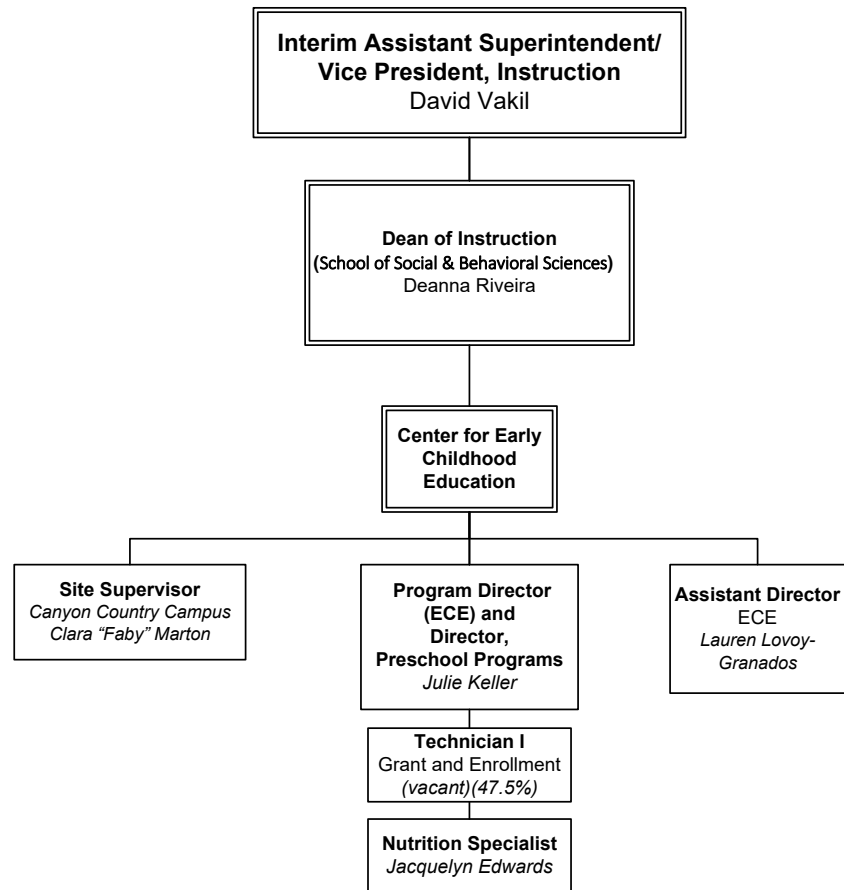 Interim Assistant Superintendent/
Vice President, Instruction
David Vakil
Dean of Instruction
(School of Social & Behavioral Sciences)
Deanna Riveira
Center for Early
Childhood
Education
Site Supervisor
Canyon Country Campus
Clara “Faby” Marton
Program Director
(ECE) and
Director,
Preschool Programs
Julie Keller
Assistant Director
ECE
Lauren Lovoy-
Granados
Technician I
Grant and Enrollment
(vacant)(47.5%)
Nutrition Specialist
Jacquelyn Edwards